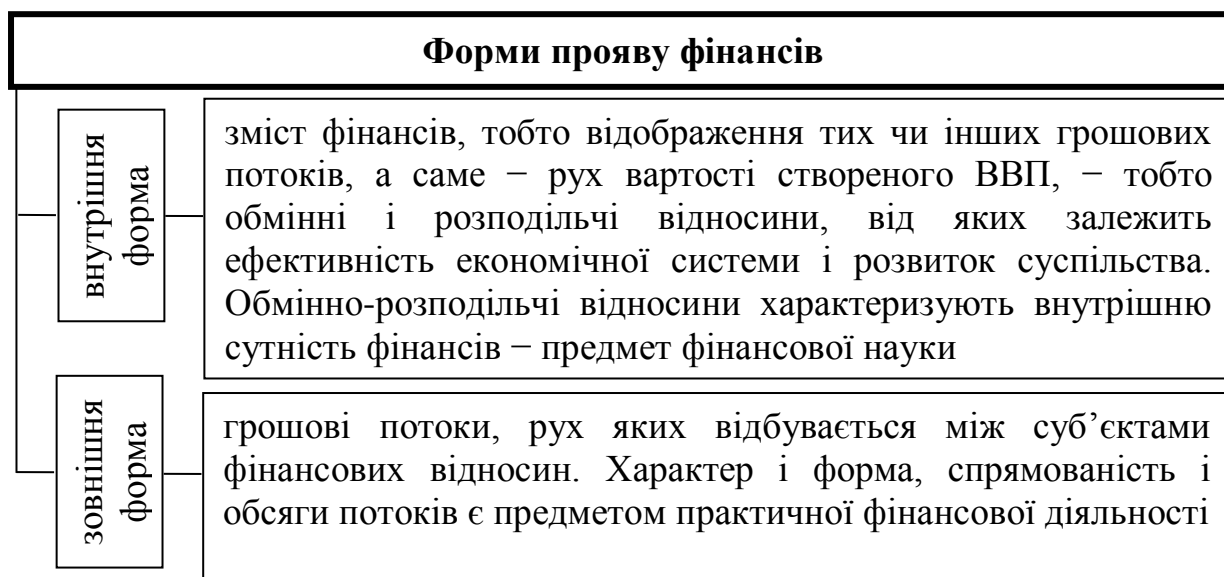 Форми прояву фінансів
внутрішня
форма
зміст фінансів, тобто відображення тих чи інших грошових
потоків, а саме − рух вартості створеного ВВП, − тобто
обмінні і розподільчі відносини, від яких залежить
ефективність економічної системи і розвиток суспільства.
Обмінно-розподільчі відносини характеризують внутрішню
сутність фінансів − предмет фінансової науки
зовнішня
форма
грошові потоки, рух яких відбувається між суб’єктами
фінансових відносин. Характер і форма, спрямованість і
обсяги потоків є предметом практичної фінансової діяльності